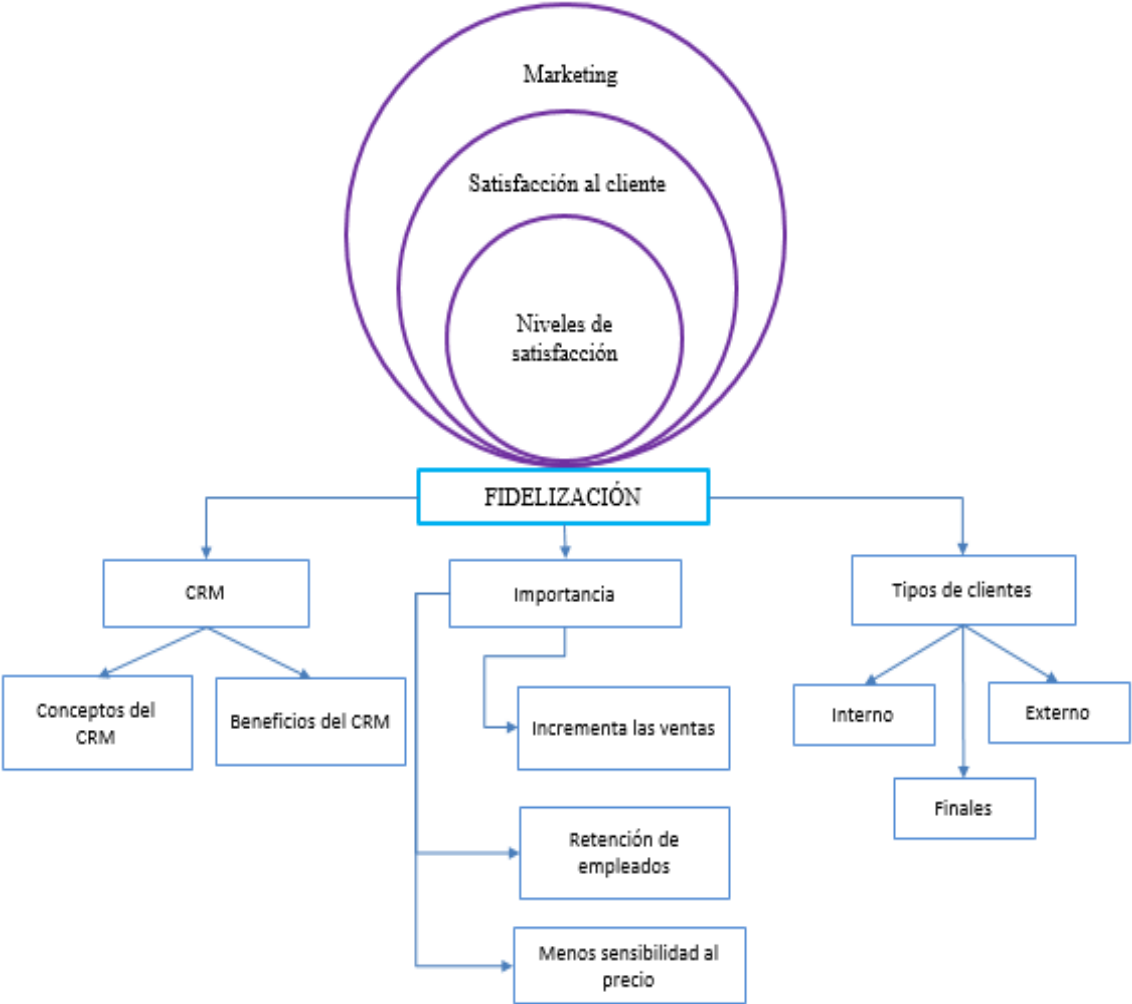 Marketing
Satisfacción al cliente
Niveles de
satisfacción
FIDELIZACIÓN
CRM
Importancia
Tipos de clientes
Conceptos del
CRM
Beneficios del CRM
Incrementa las ventas
Interno
Externo
Finales
Retención de
empleados
Menos sensibilidad al
precio